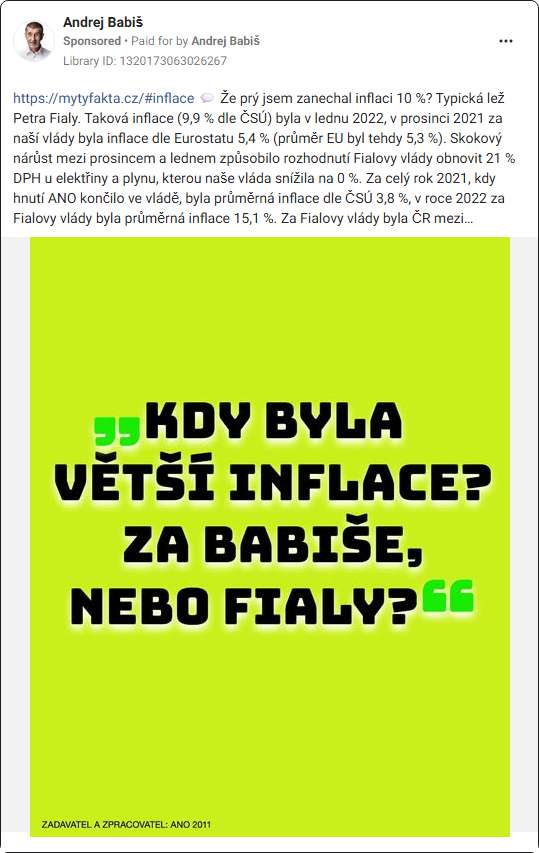 Andrej Babiš
Sponsored • Paid for by Andrej Babiš
Library ID: 1320173063026267
https://mytyfakta.cz/#inflace 💬 Že prý jsem zanechal inflaci 10 %? Typická lež
Petra Fialy. Taková inflace (9,9 % dle ČSÚ) byla v lednu 2022, v prosinci 2021 za
naší vlády byla inflace dle Eurostatu 5,4 % (průměr EU byl tehdy 5,3 %). Skokový
nárůst mezi prosincem a lednem způsobilo rozhodnutí Fialovy vlády obnovit 21 %
DPH u elektřiny a plynu, kterou naše vláda snížila na 0 %. Za celý rok 2021, kdy
hnutí ANO končilo ve vládě, byla průměrná inflace dle ČSÚ 3,8 %, v roce 2022 za
Fialovy vlády byla průměrná inflace 15,1 %. Za Fialovy vlády byla ČR mezi…
„KDY BYLA
VĚTŠÍ INFLACE?
ZA BABIŠE,
NEBO FIALY?“
ZADAVATEL A ZPRACOVATEL: ANO 2011